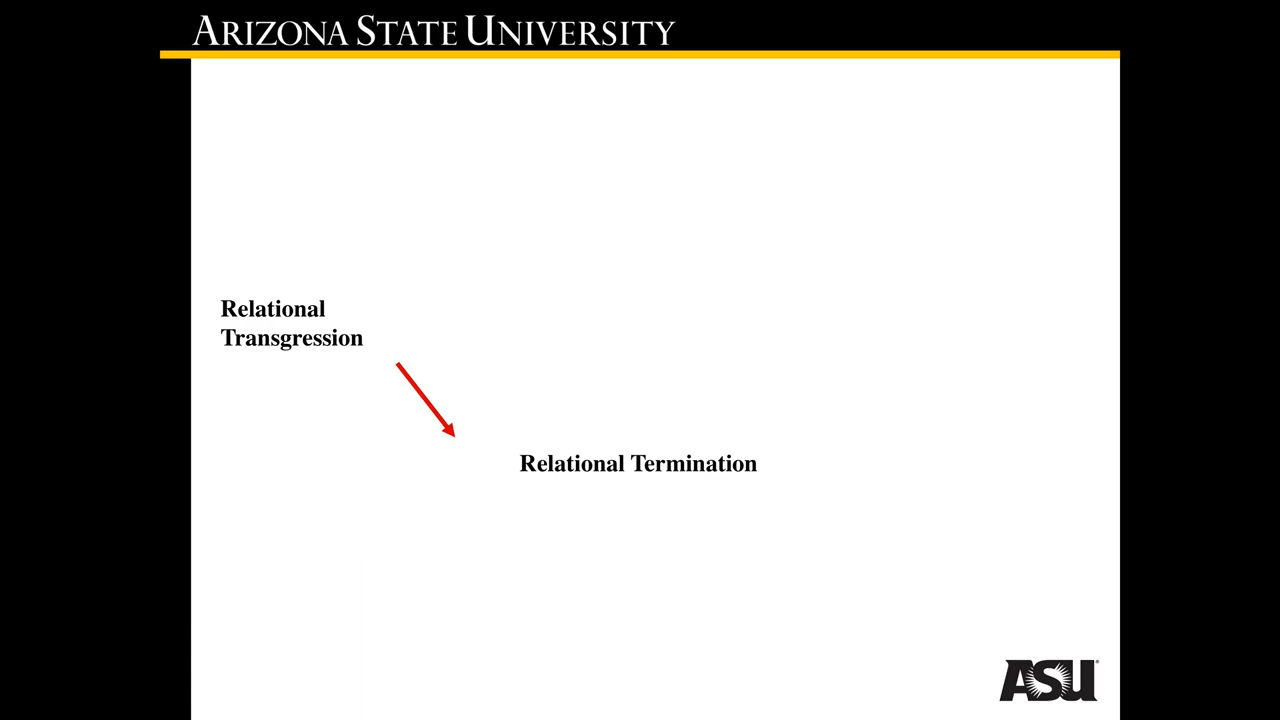 ARIZONA STATE UNIVERSITY
Relational
Transgression
Relational Termination
ASU